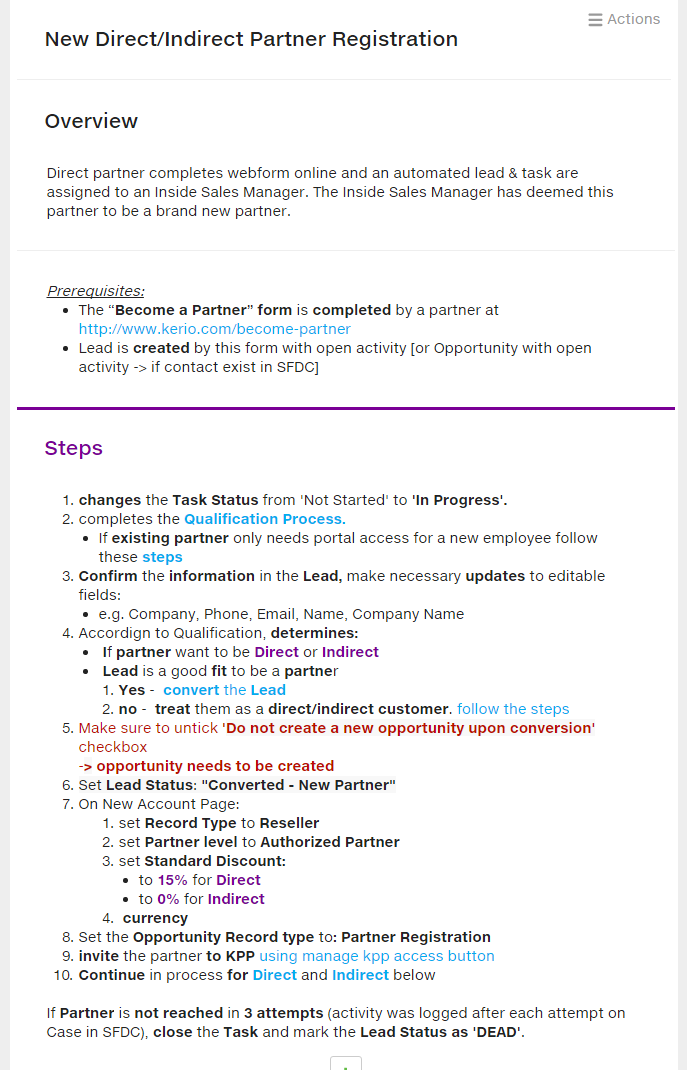 Actions
New Direct/Indirect Partner Registration
Overview
Direct partner completes webform online and an automated lead & task are
assigned to an Inside Sales Manager. The Inside Sales Manager has deemed this
partner to be a brand new partner.
Prerequisites:
• The “Become a Partner” form is completed by a partner at
http://www.kerio.com/become-partner
• Lead is created by this form with open activity [or Opportunity with open
activity -> if contact exist in SFDC]
Steps
1. changes the Task Status from 'Not Started' to 'In Progress'.
2. completes the Qualification Process.
• If existing partner only needs portal access for a new employee follow
these steps
3. Confirm the information in the Lead, make necessary updates to editable
fields:
• e.g. Company, Phone, Email, Name, Company Name
4. Accordign to Qualification, determines:
• If partner want to be Direct or Indirect
• Lead is a good fit to be a partner
1. Yes - convert the Lead
2. no - treat them as a direct/indirect customer. follow the steps
5. Make sure to untick 'Do not create a new opportunity upon conversion'
checkbox
-> opportunity needs to be created
6. Set Lead Status: "Converted - New Partner"
7. On New Account Page:
1. set Record Type to Reseller
2. set Partner level to Authorized Partner
3. set Standard Discount:
• to 15% for Direct
• to 0% for Indirect
4. currency
8. Set the Opportunity Record type to: Partner Registration
9. invite the partner to KPP using manage kpp access button
10. Continue in process for Direct and Indirect below
If Partner is not reached in 3 attempts (activity was logged after each attempt on
Case in SFDC), close the Task and mark the Lead Status as 'DEAD'.